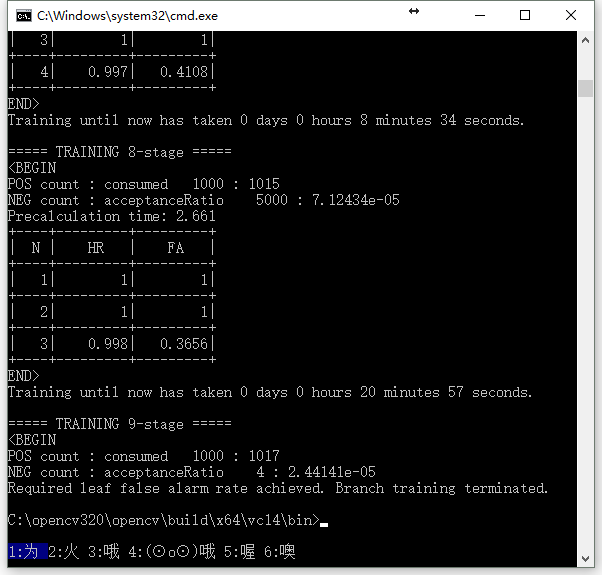 C:\Windows\system32\cmd.exe
|   3|        1|        1|
+----+---------+---------+
|   4|    0.997|   0.4108|
+----+---------+---------+
END>
Training until now has taken 0 days 0 hours 8 minutes 34 seconds.
===== TRAINING 8-stage =====
<BEGIN
POS count : consumed   1000 : 1015
NEG count : acceptanceRatio    5000 : 7.12434e-05
Precalculation time: 2.661
+----+---------+---------+
|  N |    HR   |    FA   |
+----+---------+---------+
|   1|        1|        1|
+----+---------+---------+
|   2|        1|        1|
+----+---------+---------+
|   3|    0.998|   0.3656|
+----+---------+---------+
END>
Training until now has taken 0 days 0 hours 20 minutes 57 seconds.
===== TRAINING 9-stage =====
<BEGIN
POS count : consumed   1000 : 1017
NEG count : acceptanceRatio    4 : 2.44141e-05
Required leaf false alarm rate achieved. Branch training terminated.
C:\opencv320\opencv\build\x64\vc14\bin>
1:为 2:火 3:哦 4:(⊙o⊙)哦 5:喔 6:噢